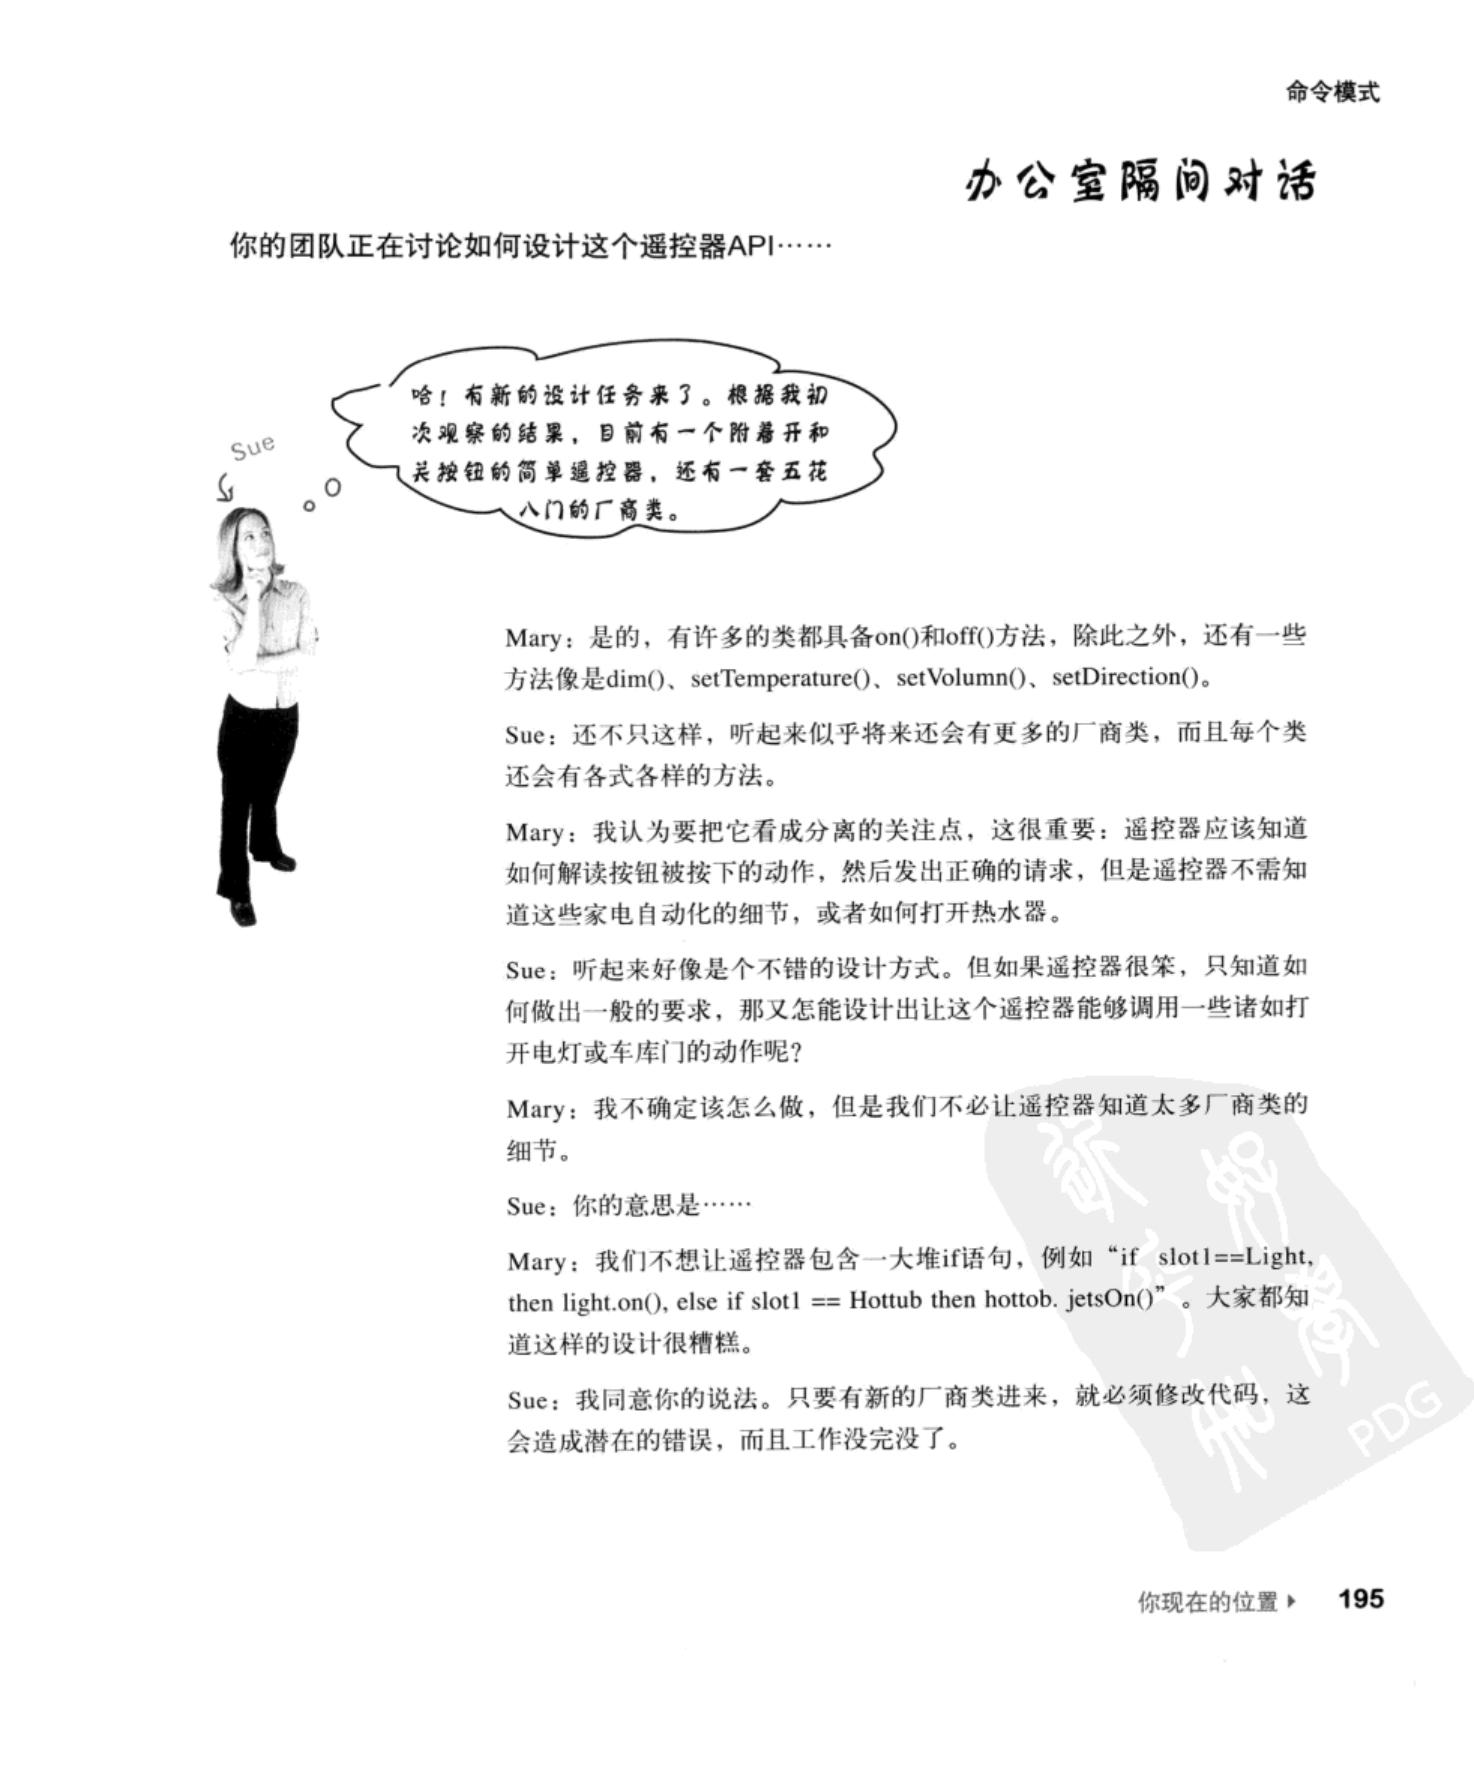 命令模式
办公室隔间对话
你的团队正在讨论如何设计这个遥控器API……
哈！有新的设计任务来了。根据我初
次观察的结果，目前有一个附着开和
关按钮的简单遥控器，还有一套五花
八门的厂商类。
Sue
Mary：是的，有许多的类都具备on()和off()方法，除此之外，还有一些
方法像是dim()、setTemperature()、setVolumn()、setDirection()。
Sue：还不只这样，听起来似乎将来还会有更多的厂商类，而且每个类
还会有各式各样的方法。
Mary：我认为要把它看成分离的关注点，这很重要：遥控器应该知道
如何解读按钮被按下的动作，然后发出正确的请求，但是遥控器不需知
道这些家电自动化的细节，或者如何打开热水器。
Sue：听起来好像是个不错的设计方式。但如果遥控器很笨，只知道如
何做出一般的要求，那又怎能设计出让这个遥控器能够调用一些诸如打
开电灯或车库门的动作呢？
Mary：我不确定该怎么做，但是我们不必让遥控器知道太多厂商类的
细节。
Sue：你的意思是……
Mary：我们不想让遥控器包含一大堆if语句，例如“if slot1==Light,
then light.on(), else if slot1 == Hottub then hottob. jetsOn()”。大家都知
道这样的设计很糟糕。
Sue：我同意你的说法。只要有新的厂商类进来，就必须修改代码，这
会造成潜在的错误，而且工作没完没了。
PDG
你现在的位置 ▸ 195